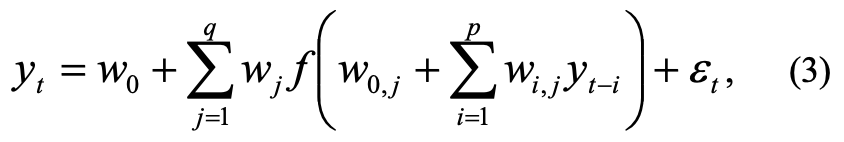 y_t = w_0 + \sum_{j=1}^{q} w_j f\left( w_{0,j} + \sum_{i=1}^{p} w_{i,j} y_{t-i} \right) + \varepsilon_t, (3)